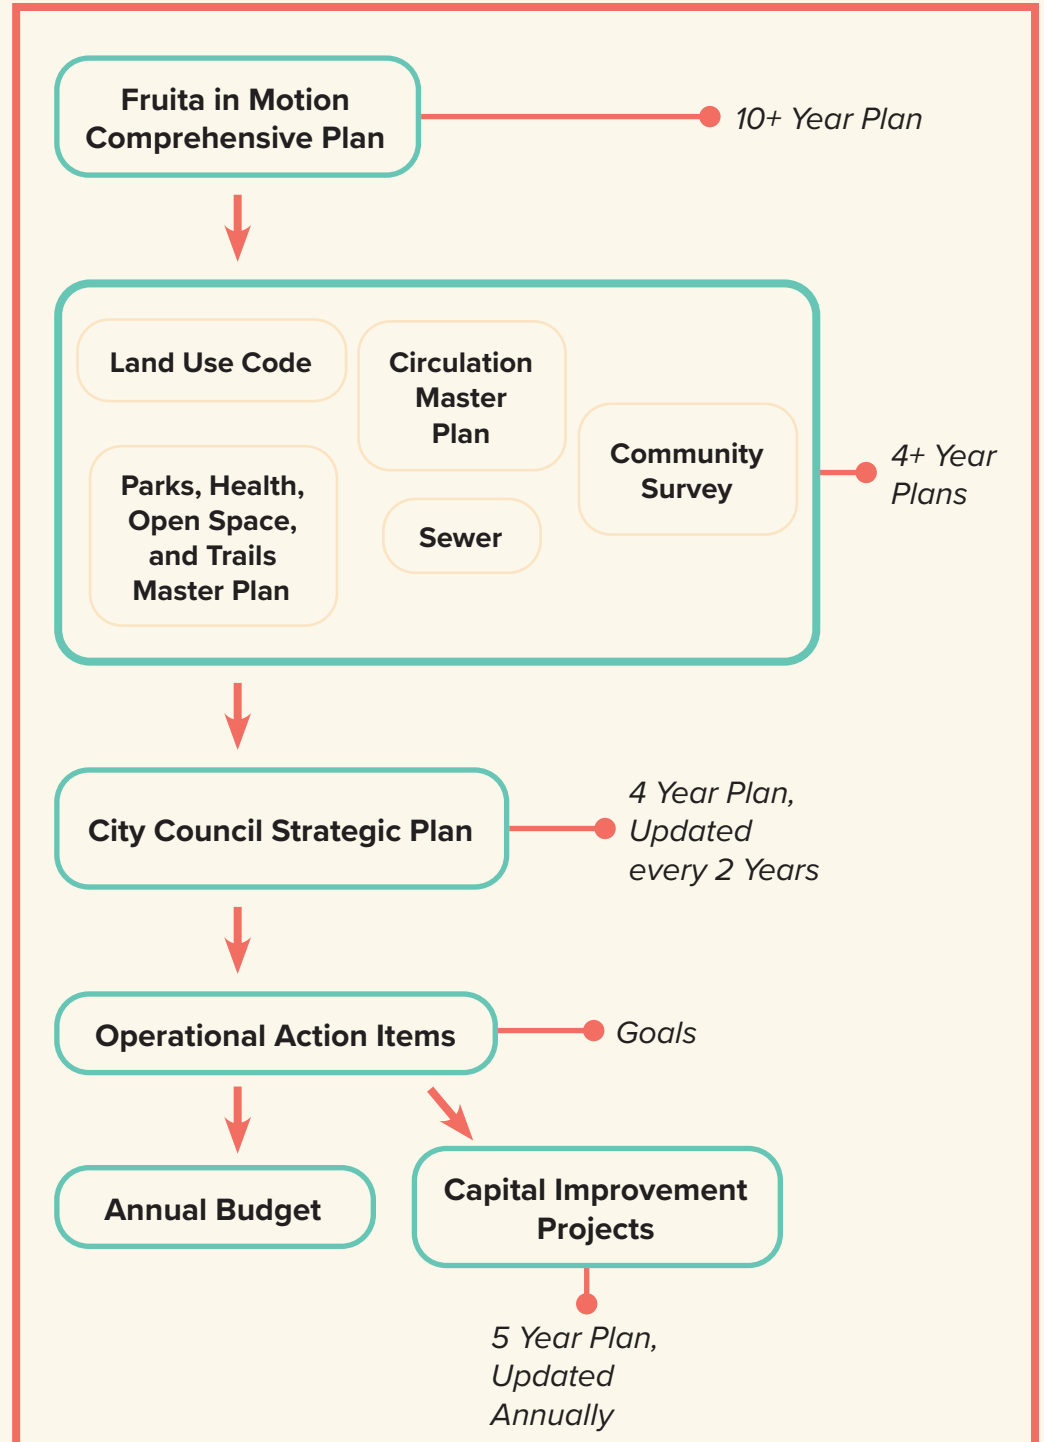 Fruita in Motion
Comprehensive Plan
10+ Year Plan
Land Use Code
Circulation
Master
Plan
Community
Survey
Parks, Health,
Open Space,
and Trails
Master Plan
Sewer
4+ Year
Plans
City Council Strategic Plan
4 Year Plan,
Updated
every 2 Years
Operational Action Items
Goals
Annual Budget
Capital Improvement
Projects
5 Year Plan,
Updated
Annually